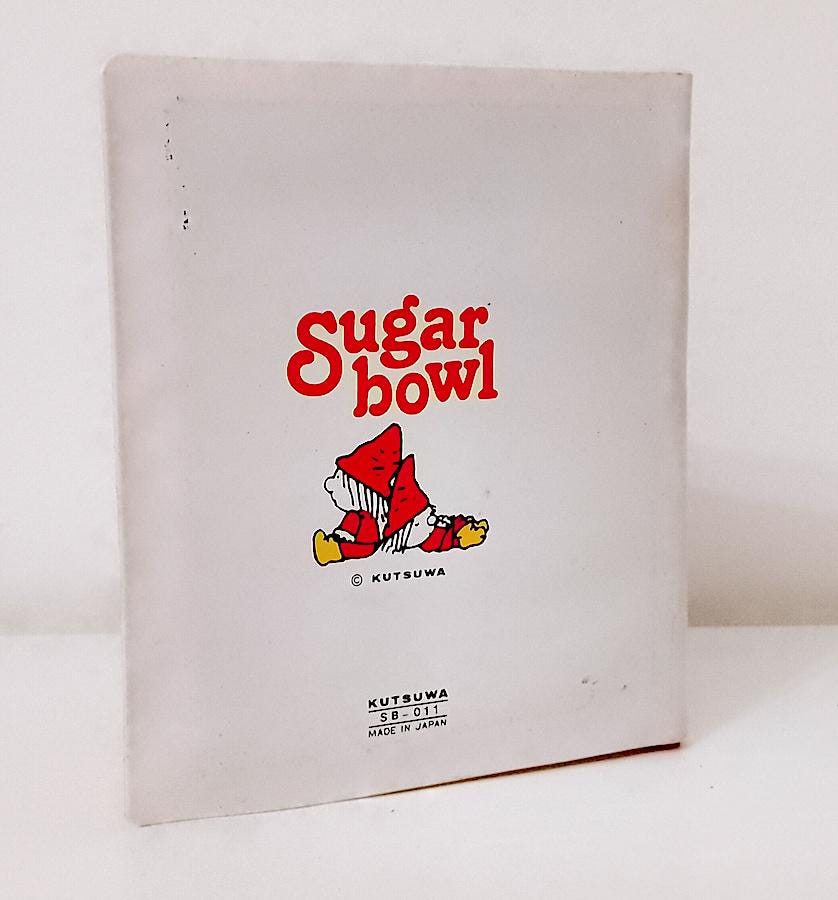 Sugar
bowl
© KUTSUWA
KUTSUWA
SB-011
MADE IN JAPAN